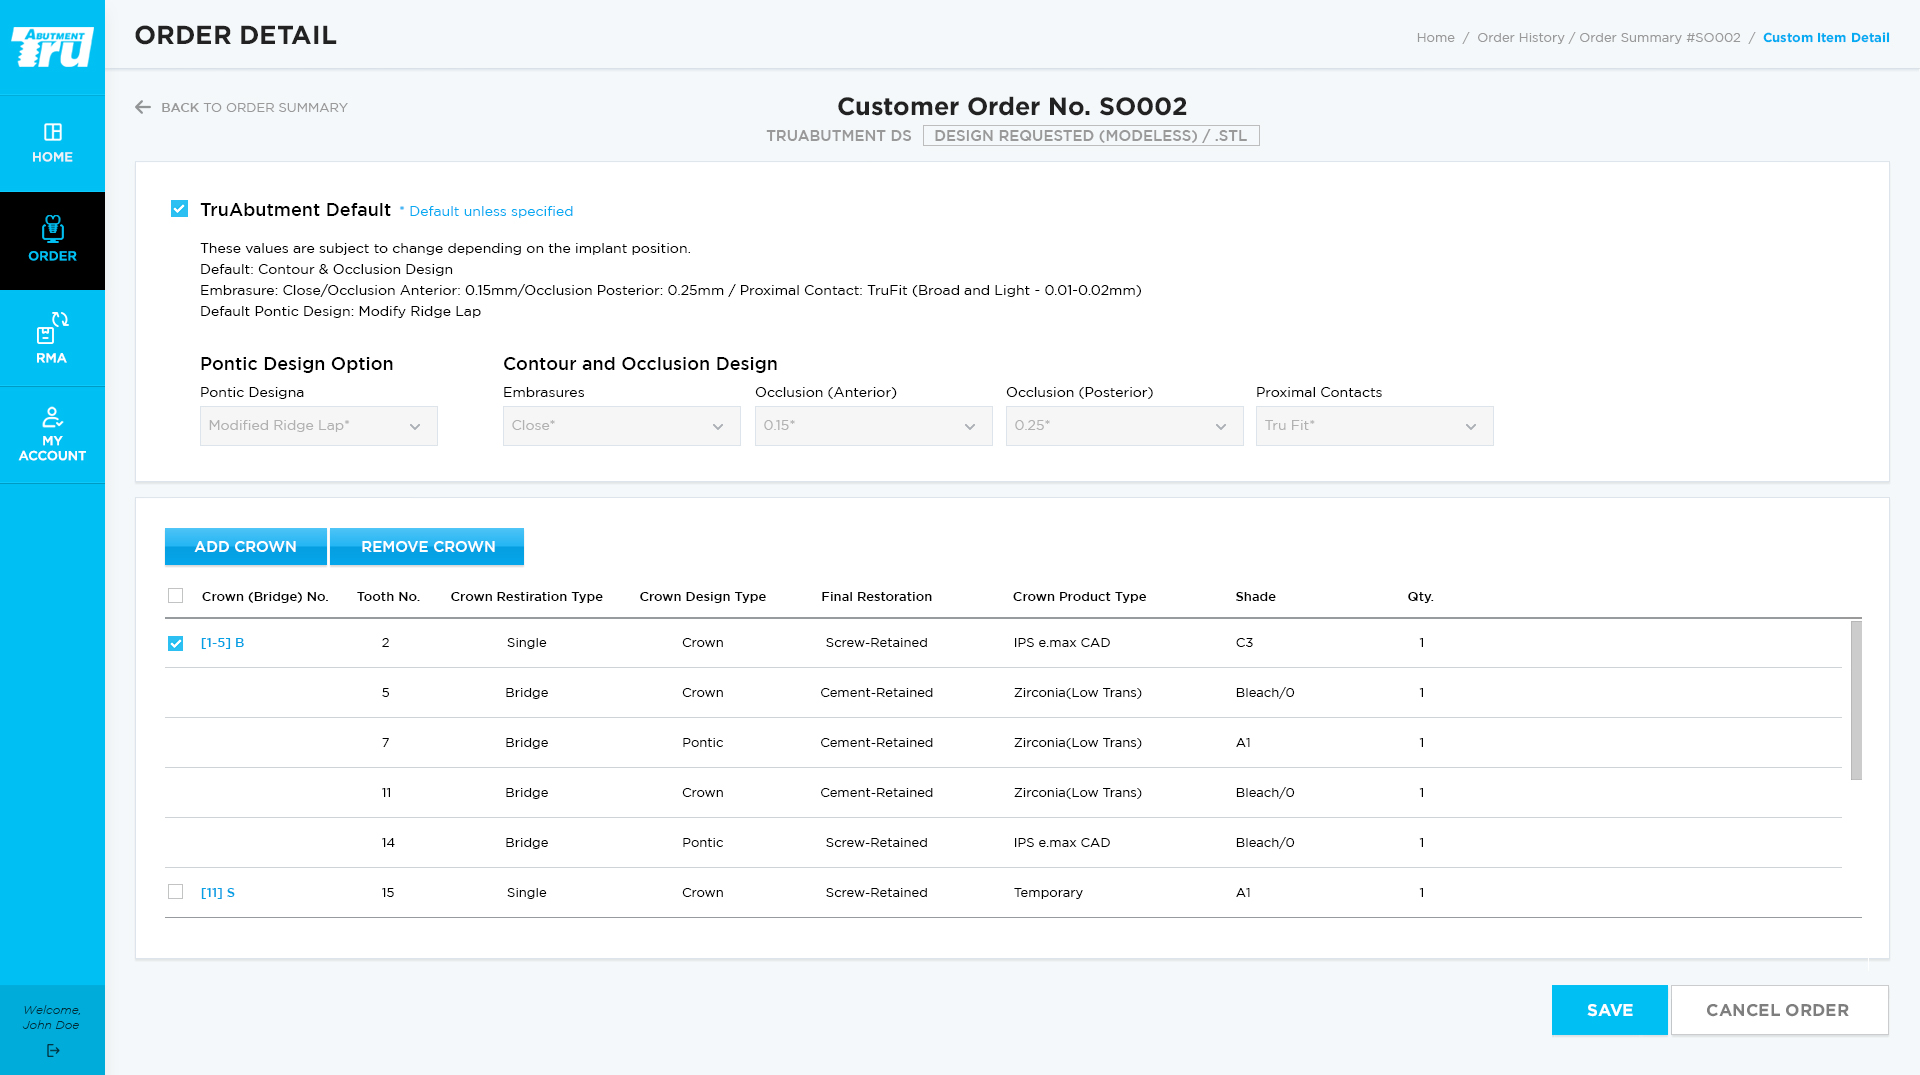 ABUTMENT
Tru
ORDER DETAIL
Home / Order History / Order Summary #SO002 / Custom Item Detail
HOME
ORDER
RMA
MY
ACCOUNT
Welcome,
John Doe
BACK TO ORDER SUMMARY
Customer Order No. SO002
TRUABUTMENT DS DESIGN REQUESTED (MODELESS) / .STL
TruAbutment Default * Default unless specified
These values are subject to change depending on the implant position.
Default: Contour & Occlusion Design
Embrasure: Close/Occlusion Anterior: 0.15mm/Occlusion Posterior: 0.25mm / Proximal Contact: TruFit (Broad and Light - 0.01-0.02mm)
Default Pontic Design: Modify Ridge Lap
Pontic Design Option Contour and Occlusion Design
Pontic Designa Embrasures Occlusion (Anterior) Occlusion (Posterior) Proximal Contacts
Modified Ridge Lap* Close* 0.15* 0.25* Tru Fit*
ADD CROWN REMOVE CROWN
Crown (Bridge) No. Tooth No. Crown Restiration Type Crown Design Type Final Restoration Crown Product Type Shade Qty.
[1-5] B 2 Single Crown Screw-Retained IPS e.max CAD C3 1
5 Bridge Crown Cement-Retained Zirconia(Low Trans) Bleach/0 1
7 Bridge Pontic Cement-Retained Zirconia(Low Trans) A1 1
11 Bridge Crown Cement-Retained Zirconia(Low Trans) Bleach/0 1
14 Bridge Pontic Screw-Retained IPS e.max CAD Bleach/0 1
[11] S 15 Single Crown Screw-Retained Temporary A1 1
SAVE CANCEL ORDER